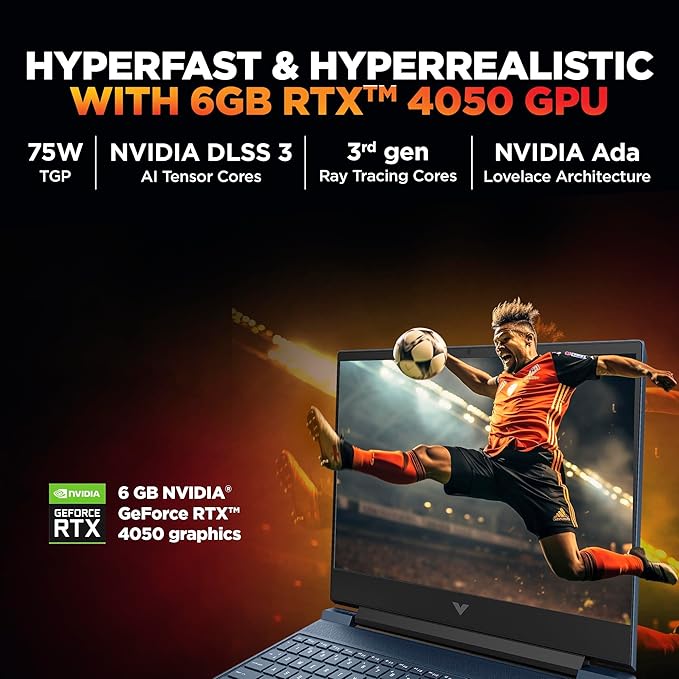 HYPERFAST & HYPERREALISTIC
WITH 6GB RTX™ 4050 GPU
75W
TGP
NVIDIA DLSS 3
AI Tensor Cores
3rd gen
Ray Tracing Cores
NVIDIA Ada
Lovelace Architecture
NVIDIA
GEFORCE
RTX
6 GB NVIDIA®
GeForce RTX™
4050 graphics